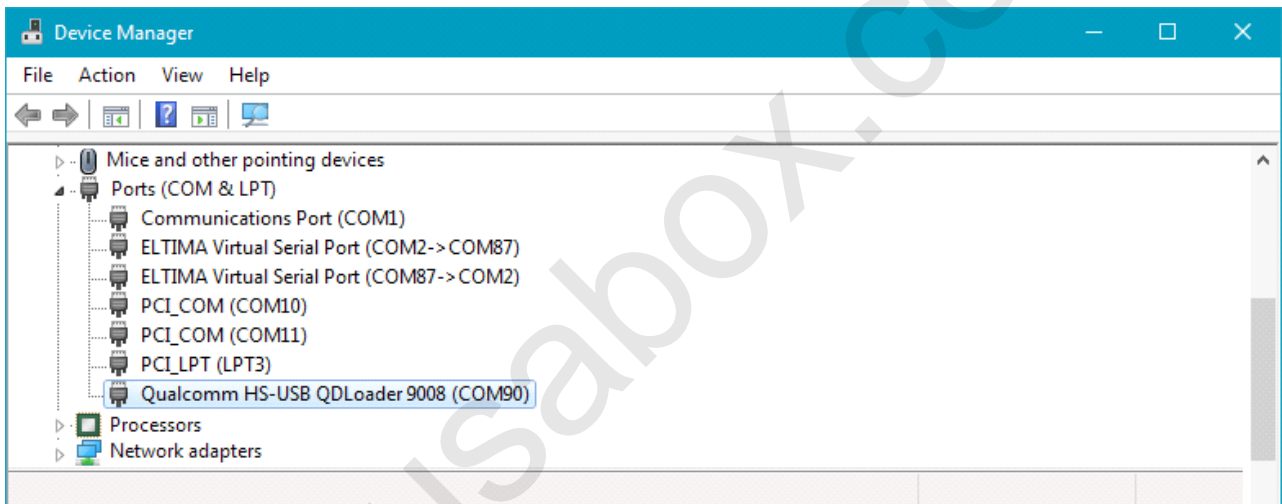 Device Manager
File Action View Help
Mice and other pointing devices
Ports (COM & LPT)
Communications Port (COM1)
ELTIMA Virtual Serial Port (COM2->COM87)
ELTIMA Virtual Serial Port (COM87->COM2)
PCI_COM (COM10)
PCI_COM (COM11)
PCI_LPT (LPT3)
Qualcomm HS-USB QDLoader 9008 (COM90)
Processors
Network adapters
usabox.co